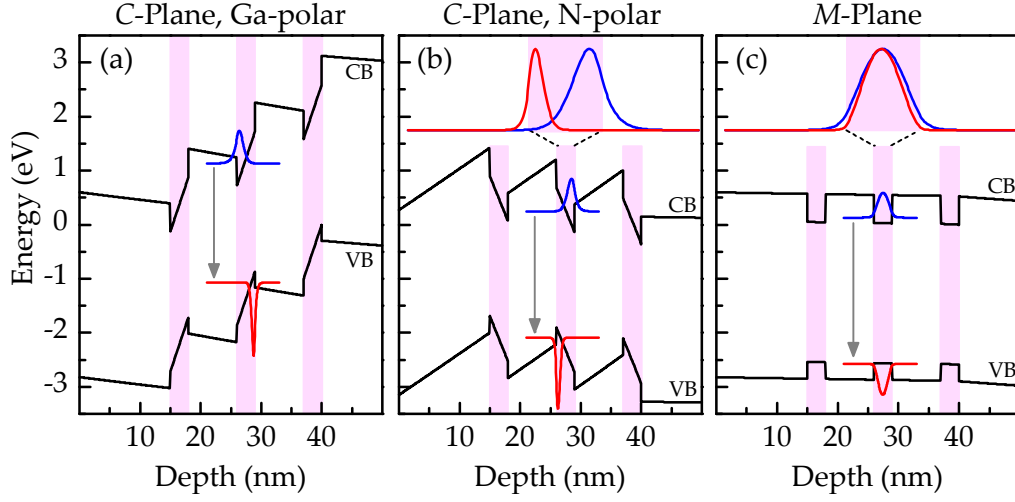 C-Plane, Ga-polar
C-Plane, N-polar
M-Plane
(a)
(b)
(c)
CB
CB
CB
VB
VB
VB
Energy (eV)
3
2
1
0
-1
-2
-3
10 20 30 40
10 20 30 40
10 20 30 40
Depth (nm)
Depth (nm)
Depth (nm)